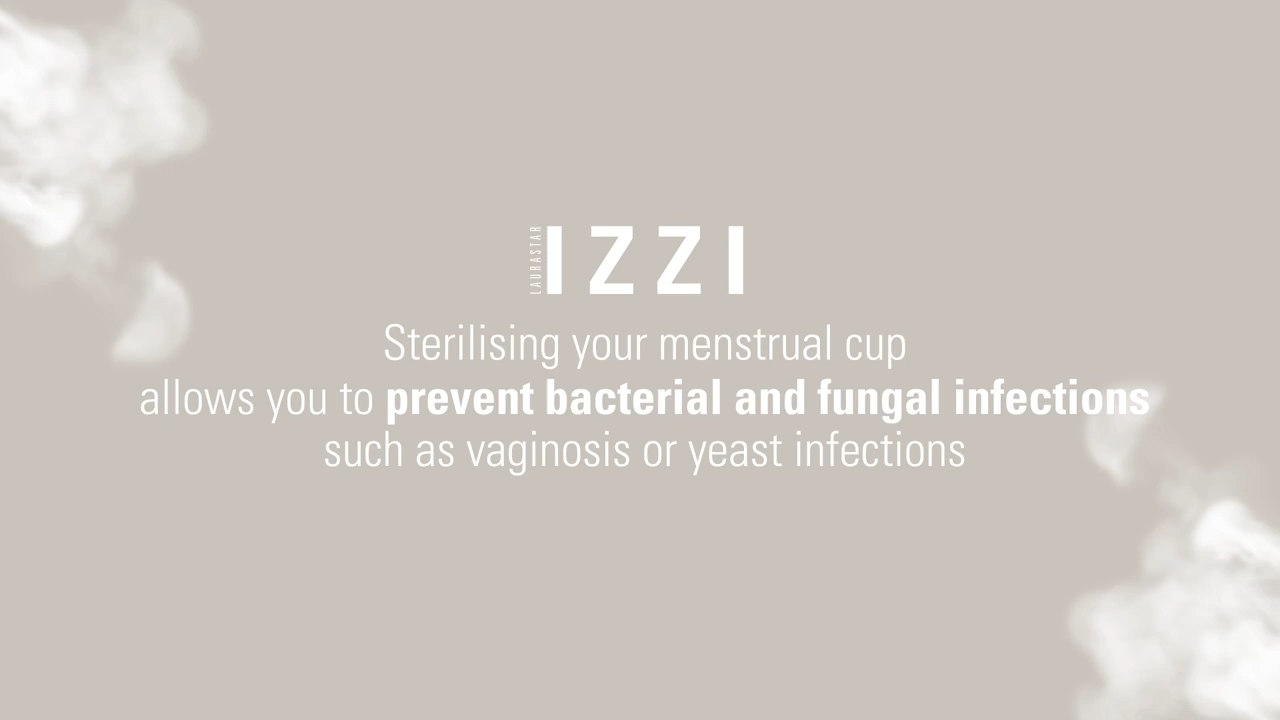 LAURASTAR
IZZI
Sterilising your menstrual cup
allows you to prevent bacterial and fungal infections
such as vaginosis or yeast infections